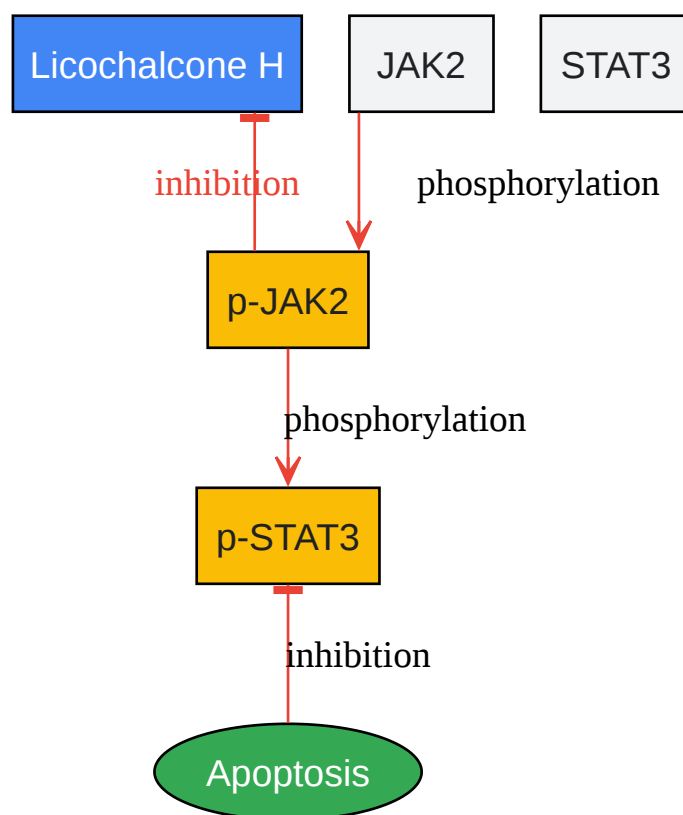 Licochalcone H
JAK2
STAT3
inhibition
phosphorylation
p-JAK2
phosphorylation
p-STAT3
inhibition
Apoptosis